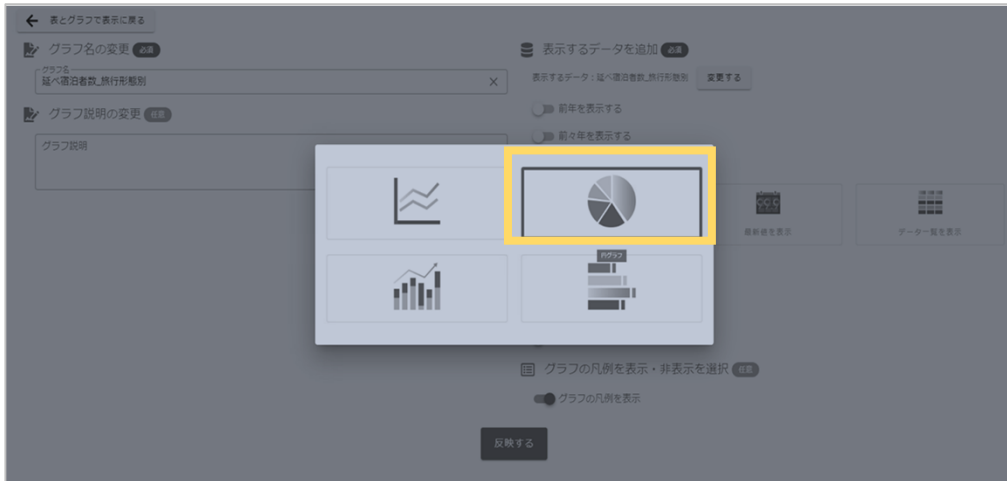 表とグラフで表示に戻る
グラフ名の変更 必須
グラフ名
延べ宿泊者数_旅行形態別
グラフ説明の変更 任意
グラフ説明
表示するデータを追加 必須
表示するデータ:延べ宿泊者数_旅行形態別 変更する
前年を表示する
前々年を表示する
円グラフ
最新値を表示
データ一覧を表示
グラフの凡例を表示・非表示を選択 任意
グラフの凡例を表示
反映する